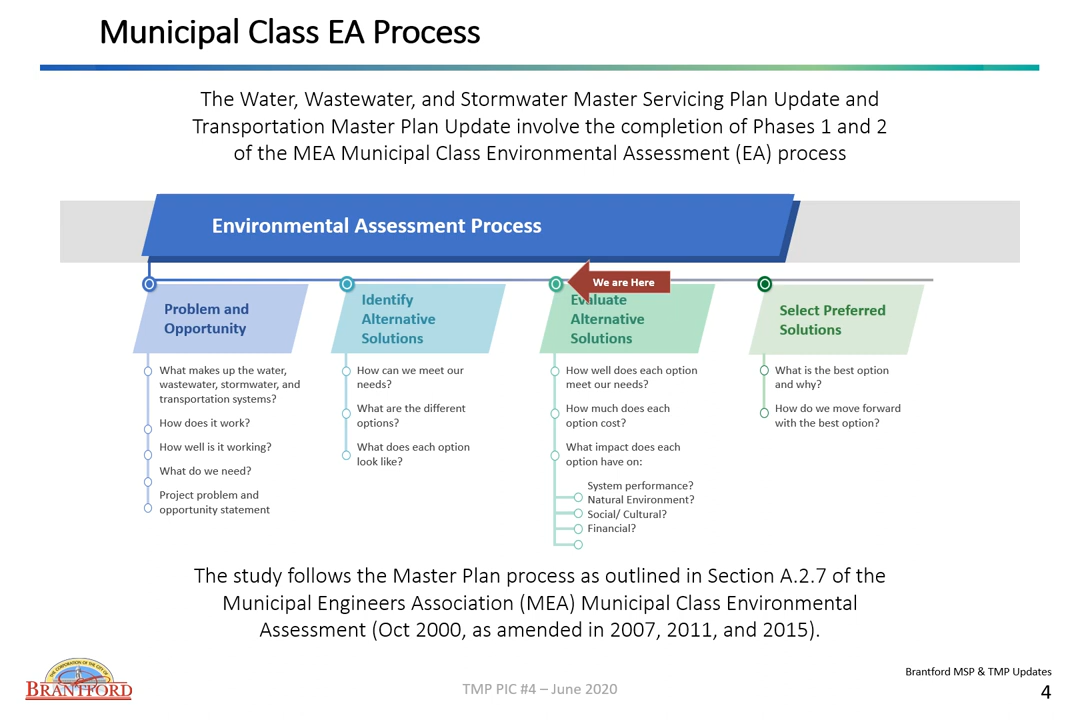 Municipal Class EA Process
The Water, Wastewater, and Stormwater Master Servicing Plan Update and
Transportation Master Plan Update involve the completion of Phases 1 and 2
of the MEA Municipal Class Environmental Assessment (EA) process
Environmental Assessment Process
We are Here
Problem and
Opportunity
What makes up the water,
wastewater, stormwater, and
transportation systems?
How does it work?
How well is it working?
What do we need?
Project problem and
opportunity statement
Identify
Alternative
Solutions
How can we meet our
needs?
What are the different
options?
What does each option
look like?
Evaluate
Alternative
Solutions
How well does each option
meet our needs?
How much does each
option cost?
What impact does each
option have on:
System performance?
Natural Environment?
Social/ Cultural?
Financial?
Select Preferred
Solutions
What is the best option
and why?
How do we move forward
with the best option?
The study follows the Master Plan process as outlined in Section A.2.7 of the
Municipal Engineers Association (MEA) Municipal Class Environmental
Assessment (Oct 2000, as amended in 2007, 2011, and 2015).
THE CORPORATION OF THE CITY OF
BRANTFORD
TMP PIC #4 – June 2020
Brantford MSP & TMP Updates
4